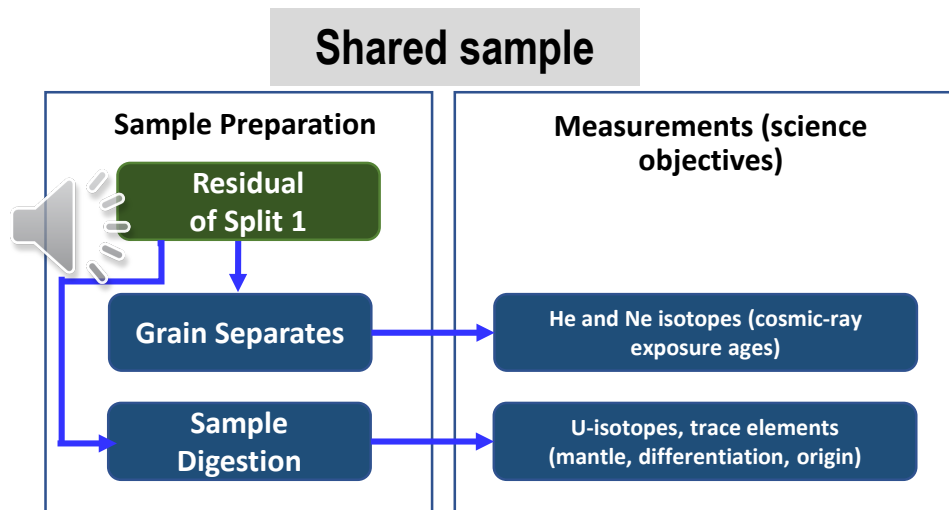 Shared sample
Sample Preparation
Residual
of Split 1
Grain Separates
Sample
Digestion
Measurements (science
objectives)
He and Ne isotopes (cosmic-ray
exposure ages)
U-isotopes, trace elements
(mantle, differentiation, origin)